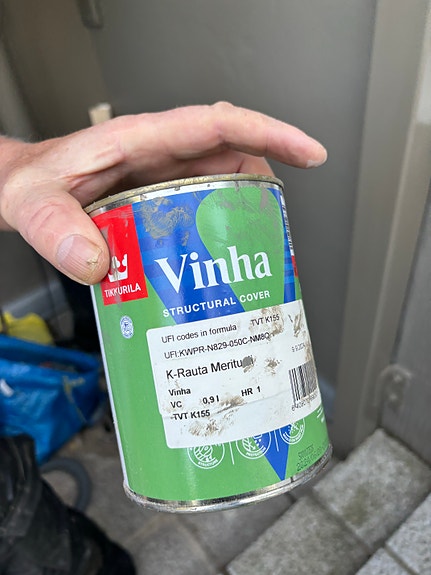 TIKKURILA
Vinha
STRUCTURAL COVER
UFI codes in formula TVT K155
K-Rauta Meritu
Vinha HR 1
VC 0,9 l
TVT K155